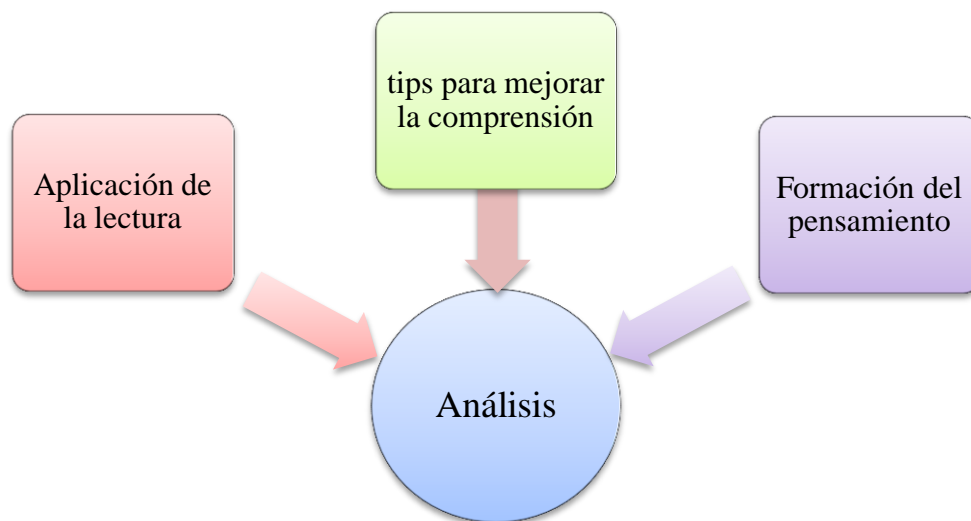 tips para mejorar
la comprensión
Aplicación de
la lectura
Formación del
pensamiento
Análisis